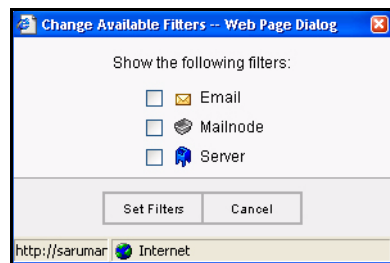 Change Available Filters -- Web Page Dialog
Show the following filters:
Email
Mailnode
Server
Set Filters Cancel
http://sarumar Internet